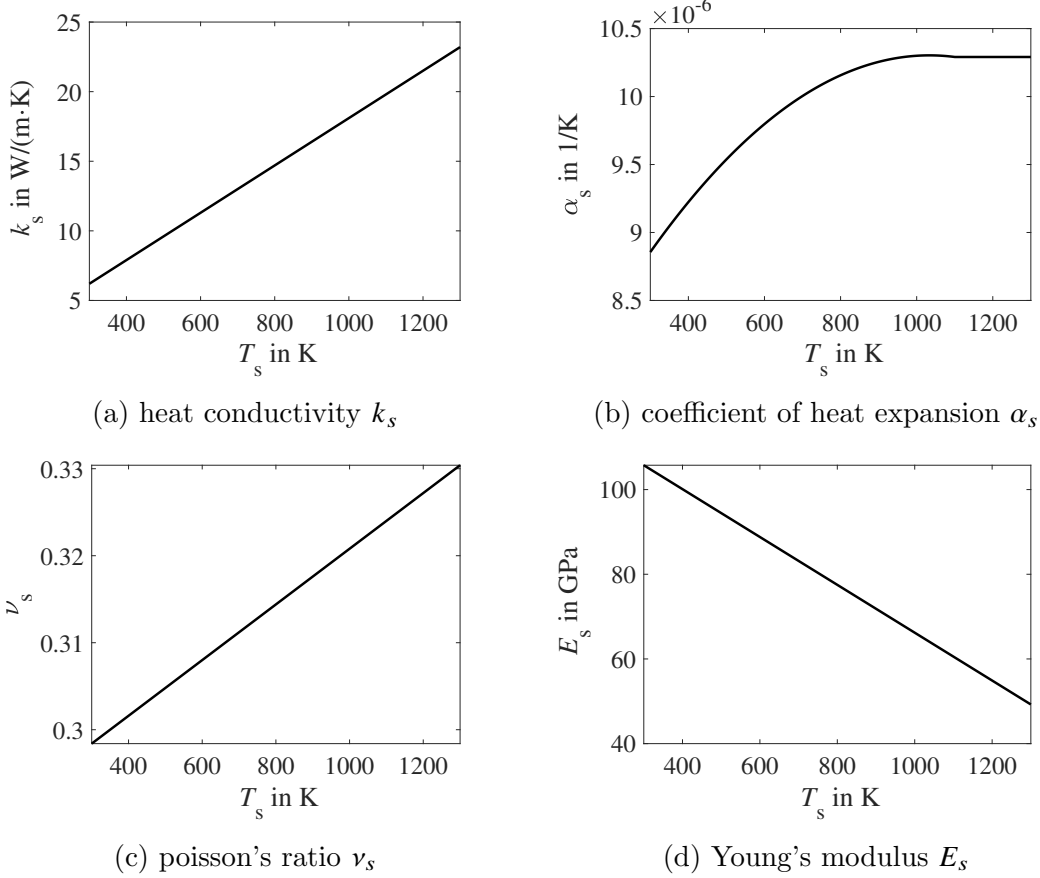 25
20
15
10
5
k_s in W/(m·K)
400 600 800 1000 1200
T_s in K
(a) heat conductivity k_s
×10^-6
10.5
10
9.5
9
8.5
α_s in 1/K
400 600 800 1000 1200
T_s in K
(b) coefficient of heat expansion α_s
0.33
0.32
0.31
0.3
ν_s
400 600 800 1000 1200
T_s in K
(c) poisson's ratio ν_s
100
80
60
40
E_s in GPa
400 600 800 1000 1200
T_s in K
(d) Young's modulus E_s